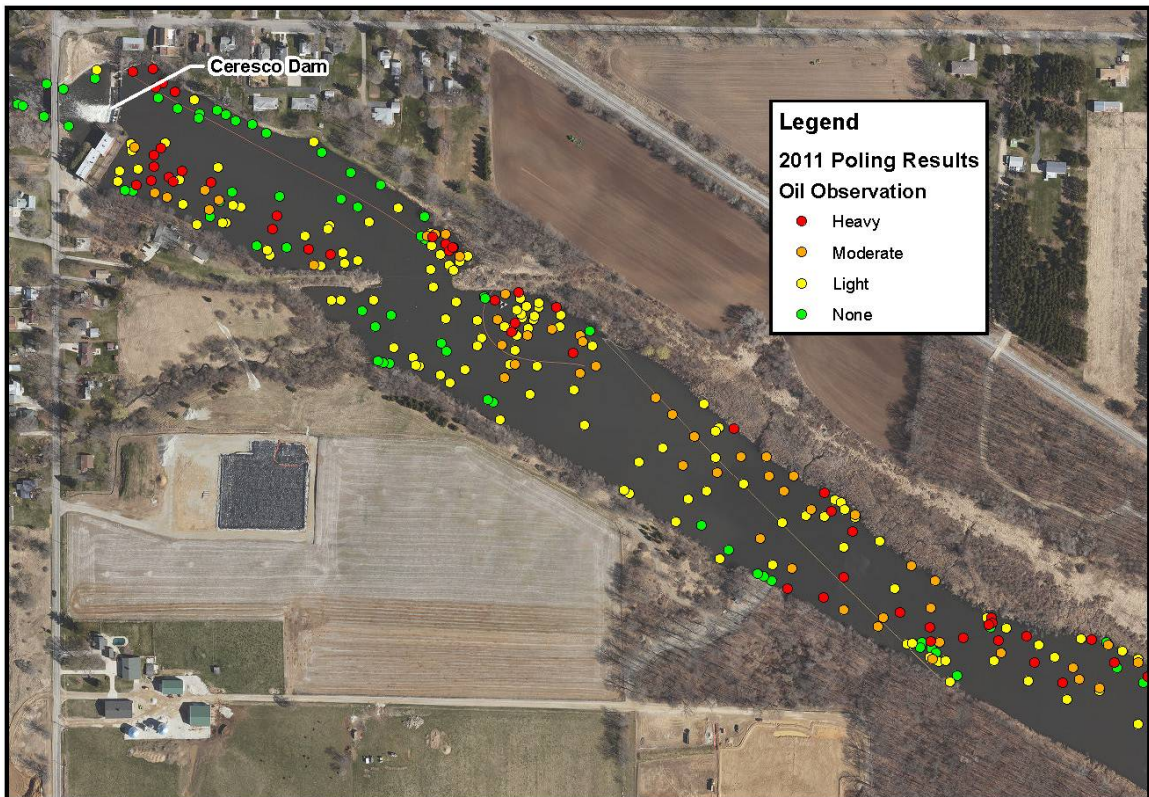 Ceresco Dam
Legend
2011 Poling Results
Oil Observation
Heavy
Moderate
Light
None